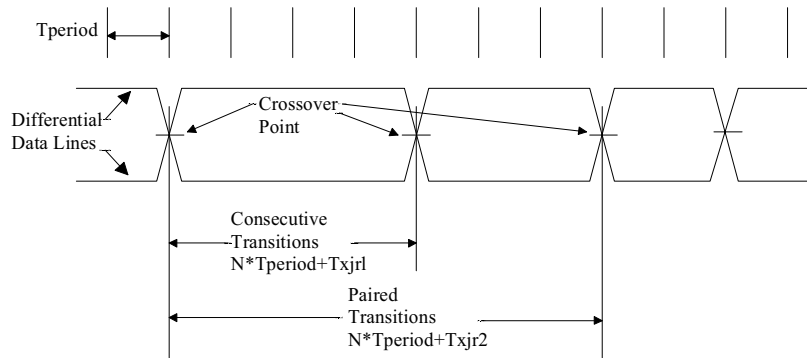 Tperiod
Differential
Data Lines
Crossover
Point
Consecutive
Transitions
N*Tperiod+Txjrl
Paired
Transitions
N*Tperiod+Txjr2